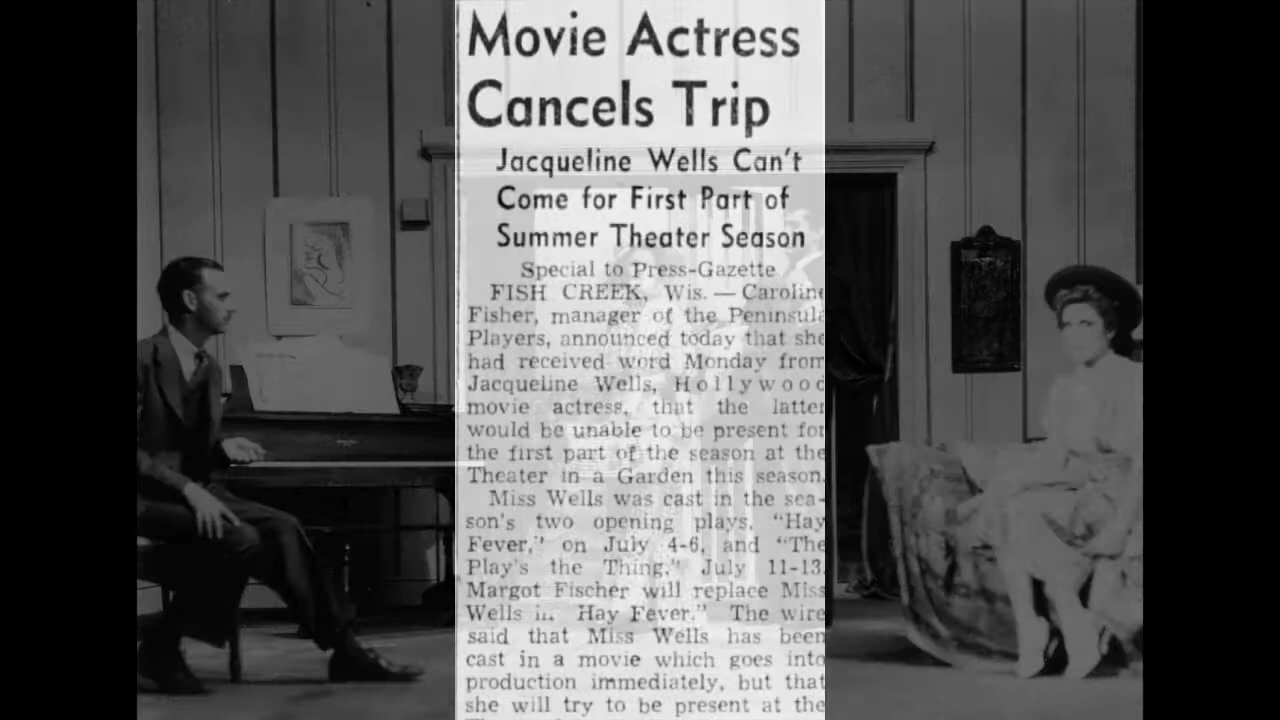 Movie Actress
Cancels Trip
Jacqueline Wells Can't
Come for First Part of
Summer Theater Season
Special to Press-Gazette
FISH CREEK, Wis. — Caroline
Fisher, manager of the Peninsula
Players, announced today that she
had received word Monday from
Jacqueline Wells, Hollywood
movie actress, that the latter
would be unable to be present for
the first part of the season at the
Theater in a Garden this season.
Miss Wells was cast in the sea-
son's two opening plays, "Hay
Fever," on July 4-6, and "The
Play's the Thing," July 11-13.
Margot Fischer will replace Miss
Wells in Hay Fever." The wire
said that Miss Wells has been
cast in a movie which goes into
production immediately, but that
she will try to be present at the